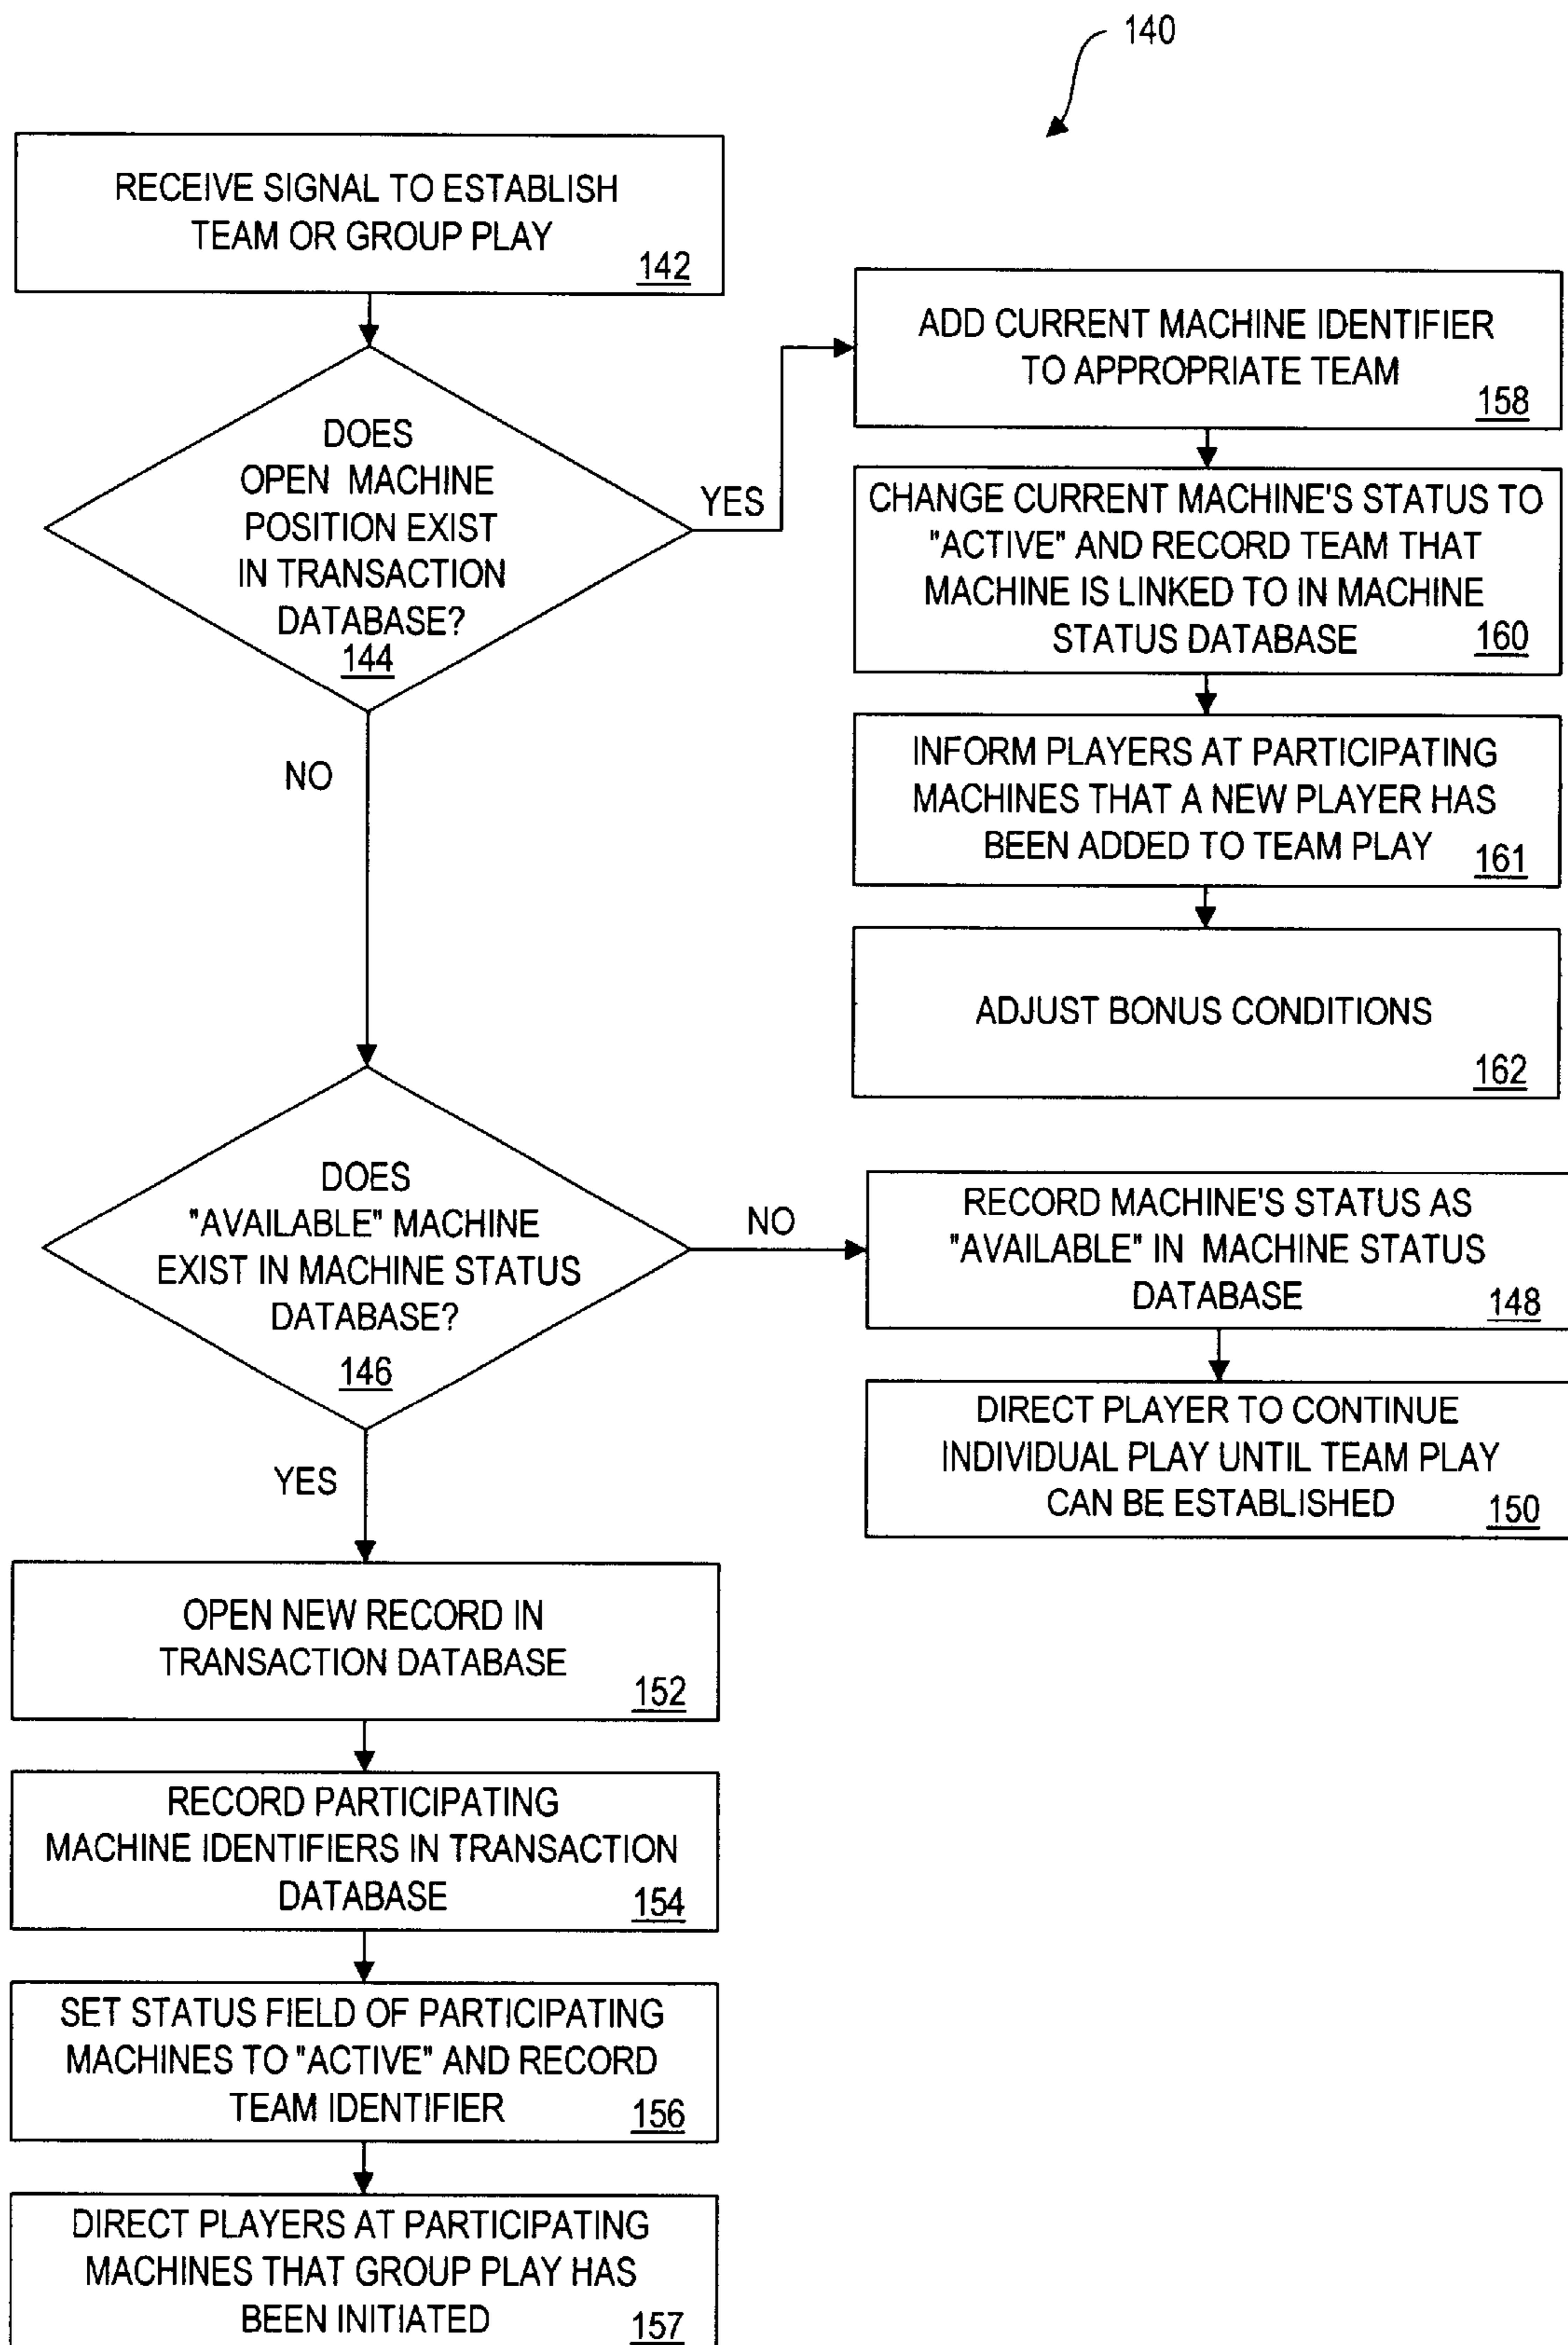 140
RECEIVE SIGNAL TO ESTABLISH
TEAM OR GROUP PLAY
142
DOES
OPEN MACHINE
POSITION EXIST
IN TRANSACTION
DATABASE?
144
YES
NO
ADD CURRENT MACHINE IDENTIFIER
TO APPROPRIATE TEAM
158
CHANGE CURRENT MACHINE'S STATUS TO
"ACTIVE" AND RECORD TEAM THAT
MACHINE IS LINKED TO IN MACHINE
STATUS DATABASE
160
INFORM PLAYERS AT PARTICIPATING
MACHINES THAT A NEW PLAYER HAS
BEEN ADDED TO TEAM PLAY
161
ADJUST BONUS CONDITIONS
162
DOES
"AVAILABLE" MACHINE
EXIST IN MACHINE STATUS
DATABASE?
146
NO
YES
RECORD MACHINE'S STATUS AS
"AVAILABLE" IN MACHINE STATUS
DATABASE
148
DIRECT PLAYER TO CONTINUE
INDIVIDUAL PLAY UNTIL TEAM PLAY
CAN BE ESTABLISHED
150
OPEN NEW RECORD IN
TRANSACTION DATABASE
152
RECORD PARTICIPATING
MACHINE IDENTIFIERS IN TRANSACTION
DATABASE
154
SET STATUS FIELD OF PARTICIPATING
MACHINES TO "ACTIVE" AND RECORD
TEAM IDENTIFIER
156
DIRECT PLAYERS AT PARTICIPATING
MACHINES THAT GROUP PLAY HAS
BEEN INITIATED
157